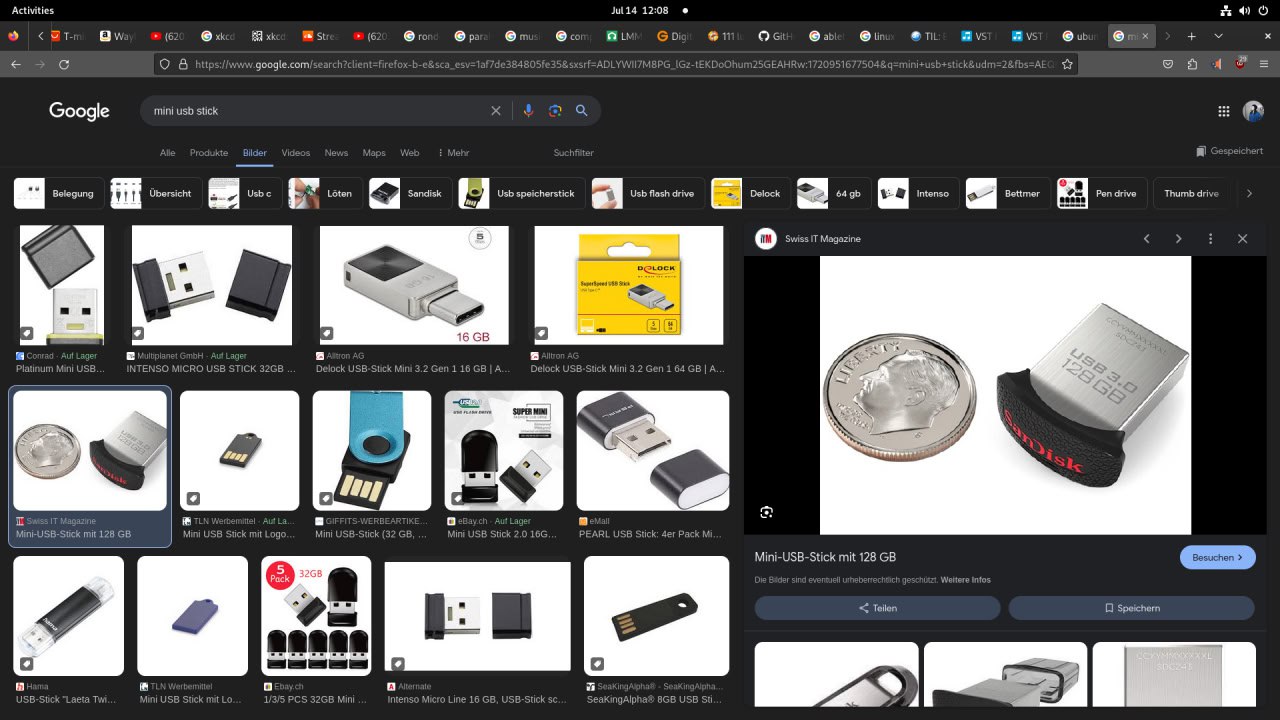 Activities
Jul 14 12:08
T-mi
Way
(620
xkcd
xkcd
Strea
(620
rond
para
musi
comp
LMM
Digit
111 lu
GitH
ablet
linux
TIL:
VST
VST
ubun
mi
https://www.google.com/search?client=firefox-b-e&sca_esv=1af7de384805fe35&sxsrf=ADLYWII7M8PG_lGz-tEKDoOhum25GEAHRw:1720951677504&q=mini+usb+stick&udm=2&fbs=AEQ
Google
mini usb stick
Alle Produkte Bilder Videos News Maps Web Mehr Suchfilter
Gespeichert
Belegung Übersicht Usb c Löten Sandisk Usb speicherstick Usb flash drive Delock 64 gb Intenso Bettmer Pen drive Thumb drive
Swiss IT Magazine
16 GB
DeLOCK
SuperSpeed USB Stick
Conrad · Auf Lager
Platinum Mini USB...
Multiplanet GmbH · Auf Lager
INTENSO MICRO USB STICK 32GB ...
Alltron AG
Delock USB-Stick Mini 3.2 Gen 1 16 GB | A...
Alltron AG
Delock USB-Stick Mini 3.2 Gen 1 64 GB | A...
LIBERTY
CCYYMMXXXXXL
SDCZ43
USB 3.0
128GB
SanDisk
SUPER MINI
Swiss IT Magazine
Mini-USB-Stick mit 128 GB
TLN Werbemittel · Auf La...
Mini USB Stick mit Logo...
GIFFITS-WERBEARTIKE...
Mini USB-Stick (32 GB, ...
eBay.ch · Auf Lager
Mini USB Stick 2.0 16G...
eMall
PEARL USB Stick: 4er Pack Mi...
Mini-USB-Stick mit 128 GB
Besuchen
Die Bilder sind eventuell urheberrechtlich geschützt. Weitere Infos
Teilen
Speichern
5 Pack
32GB
Hama
USB-Stick "Laeta Twi...
TLN Werbemittel
Mini USB Stick mit Lo...
Ebay.ch
1/3/5 PCS 32GB Mini ...
Alternate
Intenso Micro Line 16 GB, USB-Stick sc...
SeaKingAlpha® - SeaKingAlpha...
SeaKingAlpha® 8GB USB Sti...
CCYYMMXXXXXL
SDCZ43